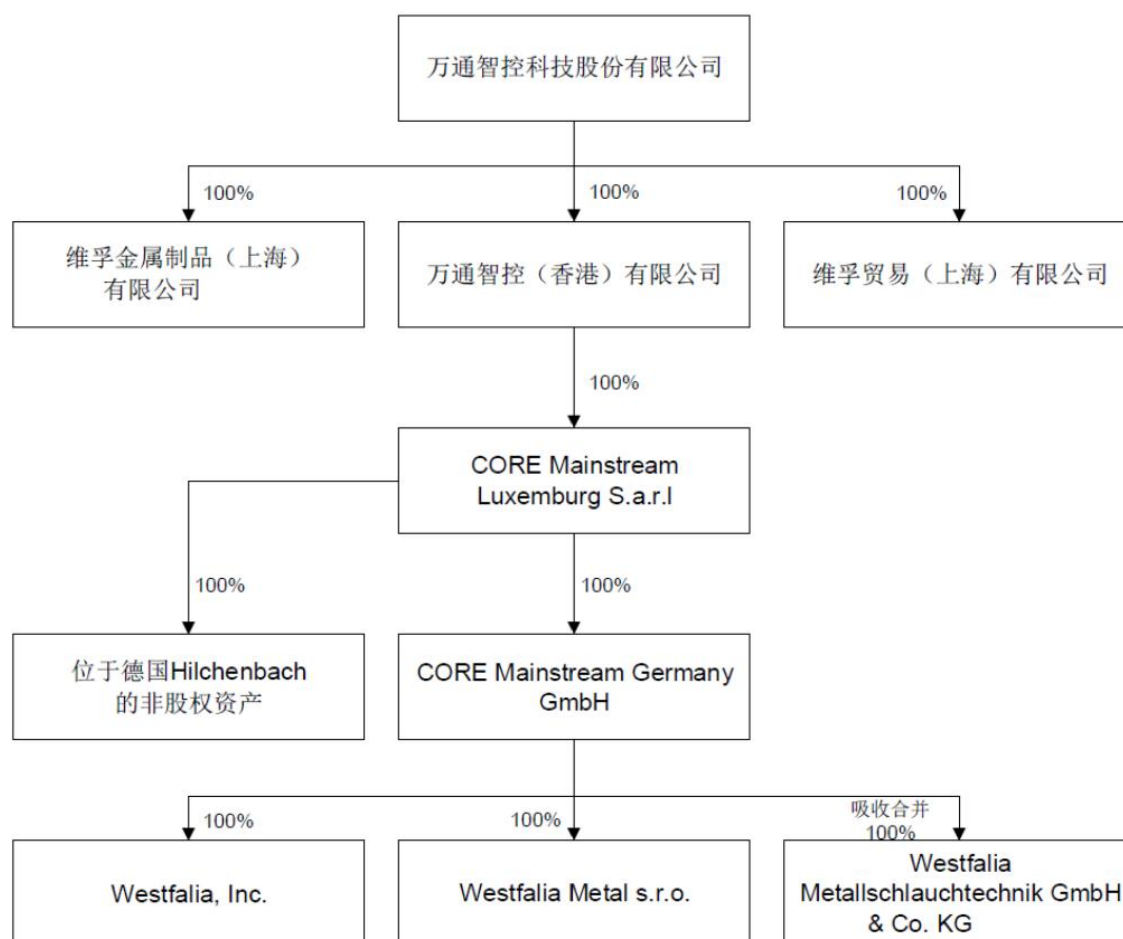 万通智控科技股份有限公司
100%
100%
100%
维孚金属制品（上海）
有限公司
万通智控（香港）有限公司
维孚贸易（上海）有限公司
100%
CORE Mainstream
Luxemburg S.a.r.l
100%
100%
位于德国Hilchenbach
的非股权资产
CORE Mainstream Germany
GmbH
100%
100%
吸收合并
100%
Westfalia, Inc.
Westfalia Metal s.r.o.
Westfalia
Metallschlauchtechnik GmbH
& Co. KG